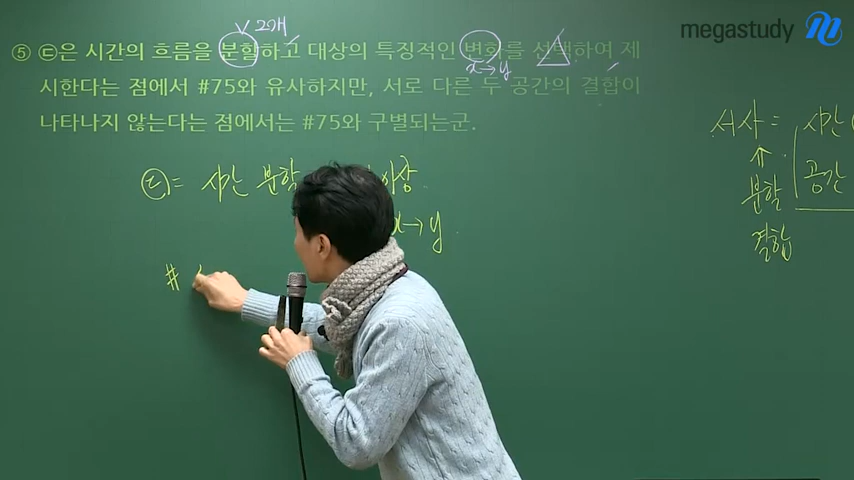 megastudy
2개
⑤ ㉢은 시간의 흐름을 분할하고 대상의 특징적인 변화를 선택하여 제
x→y
시한다는 점에서 #75와 유사하지만, 서로 다른 두 공간의 결합이
나타나지 않는다는 점에서는 #75와 구별되는군.
㉢ = 시간 분할
x→y
#
서사 = 시간
공간
분할
결합